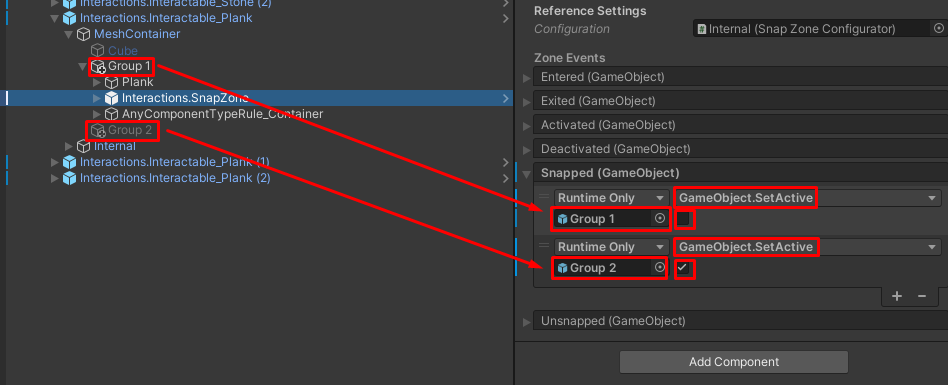 Interactions.Interactable_Stone (2)
Interactions.Interactable_Plank
MeshContainer
Cube
Group 1
Plank
Interactions.SnapZone
AnyComponentTypeRule_Container
Group 2
Internal
Interactions.Interactable_Plank (1)
Interactions.Interactable_Plank (2)
Reference Settings
Configuration
Internal (Snap Zone Configurator)
Zone Events
Entered (GameObject)
Exited (GameObject)
Activated (GameObject)
Deactivated (GameObject)
Snapped (GameObject)
Runtime Only
GameObject.SetActive
Group 1
Runtime Only
GameObject.SetActive
Group 2
Unsnapped (GameObject)
Add Component